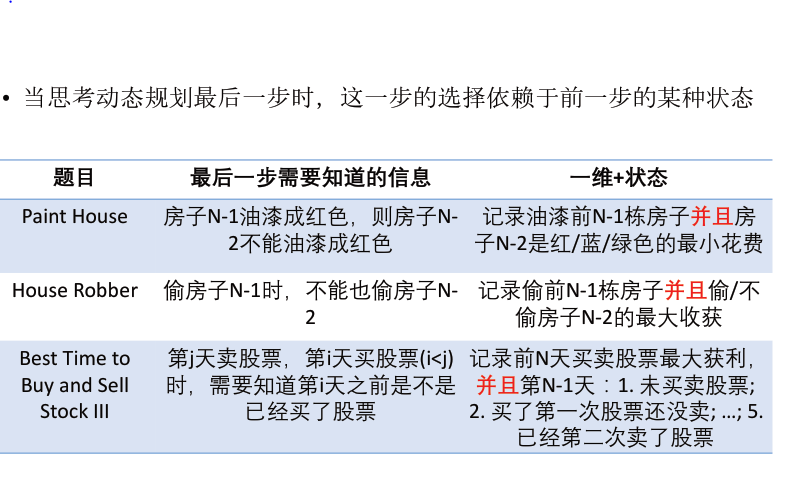 • 当思考动态规划最后一步时，这一步的选择依赖于前一步的某种状态
题目 最后一步需要知道的信息 一维+状态
Paint House 房子N-1油漆成红色，则房子N- 记录油漆前N-1栋房子并且房
2不能油漆成红色 子N-2是红/蓝/绿色的最小花费
House Robber 偷房子N-1时，不能也偷房子N- 记录偷前N-1栋房子并且偷/不
2 偷房子N-2的最大收获
Best Time to 第j天卖股票，第i天买股票(i<j) 记录前N天买卖股票最大获利，
Buy and Sell 时，需要知道第i天之前是不是 并且第N-1天：1. 未买卖股票;
Stock III 已经买了股票 2. 买了第一次股票还没卖; …; 5.
已经第二次卖了股票